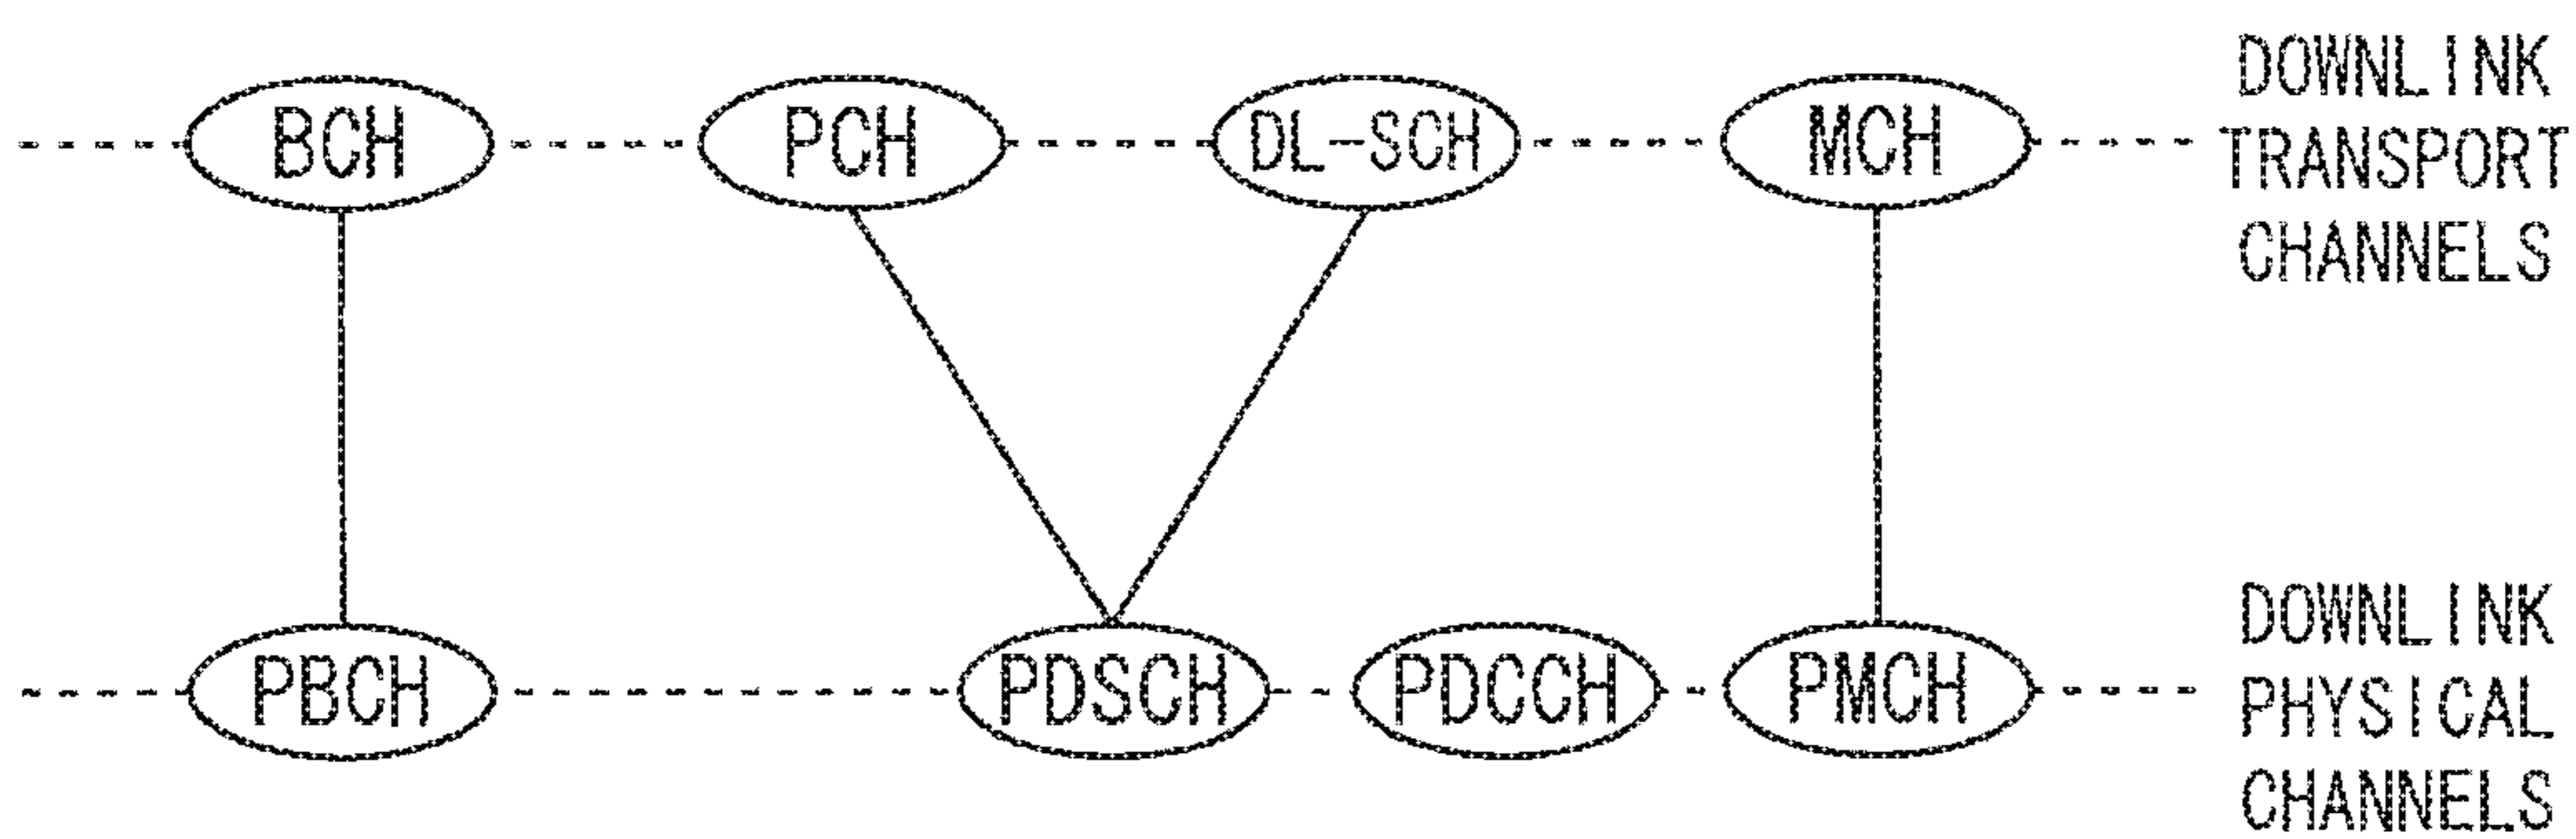 BCH PCH DL-SCH MCH
DOWNLINK
TRANSPORT
CHANNELS
PBCH PDSCH PDCCH PMCH
DOWNLINK
PHYSICAL
CHANNELS